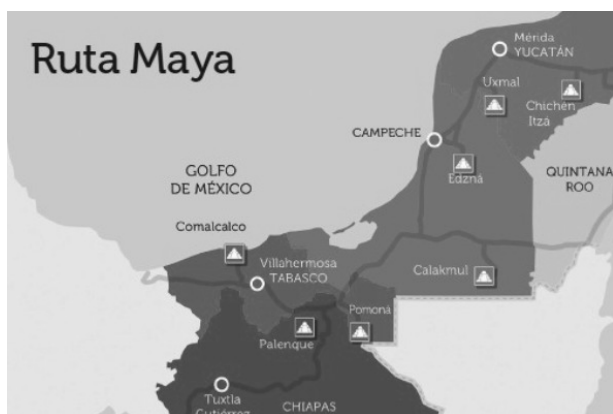 Ruta Maya
Mérida
YUCATÁN
Uxmal
Chichén
Itzá
CAMPECHE
Edzná
QUINTANA
ROO
GOLFO
DE MÉXICO
Comalcalco
Villahermosa
TABASCO
Calakmul
Pomoná
Palenque
Tuxtla
Gutiérrez
CHIAPAS